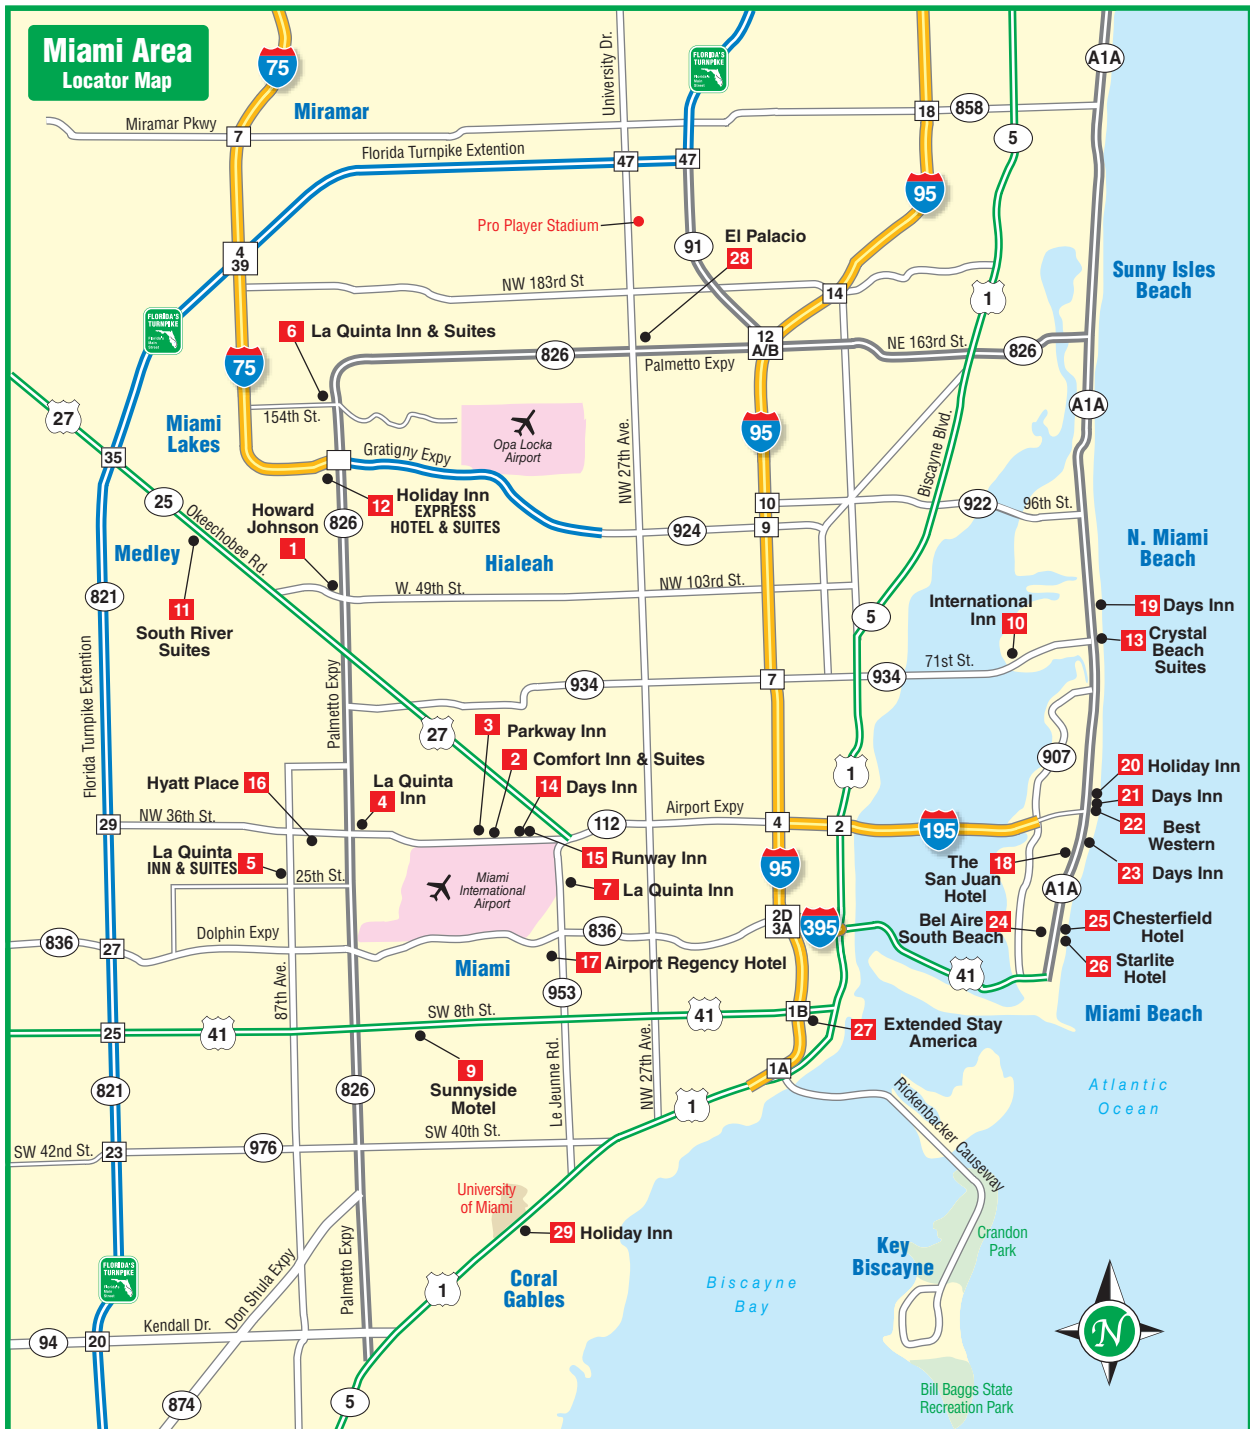 Miami Area
Locator Map
75
Miramar
Miramar Pkwy
7
University Dr.
FLORIDA'S
TURNPIKE
Florida's
Main
Street
18
858
5
A1A
Florida Turnpike Extention
47
47
95
Pro Player Stadium
91
El Palacio
28
4
39
NW 183rd St
14
1
Sunny Isles
Beach
FLORIDA'S
TURNPIKE
Florida's
Main
Street
6
La Quinta Inn & Suites
826
12
A/B
NE 163rd St.
826
Palmetto Expy
75
27
154th St.
Miami
Lakes
Opa Locka
Airport
NW 27th Ave.
95
Biscayne Blvd.
A1A
35
Gratigny Expy
25
Okeechobee Rd.
12
Holiday Inn
EXPRESS
HOTEL & SUITES
Howard
Johnson
1
826
10
922
96th St.
924
9
Medley
Hialeah
N. Miami
Beach
821
W. 49th St.
NW 103rd St.
11
South River
Suites
5
International
Inn
10
19
Days Inn
13
Crystal
Beach
Suites
71st St.
934
7
934
Florida Turnpike Extention
Palmetto Expy
27
3
Parkway Inn
2
Comfort Inn & Suites
14
Days Inn
1
907
20
Holiday Inn
21
Days Inn
22
Best
Western
Hyatt Place
16
La Quinta
Inn
4
29
NW 36th St.
112
Airport Expy
4
2
195
La Quinta
INN & SUITES
5
25th St.
15
Runway Inn
7
La Quinta Inn
Miami
International
Airport
95
The
San Juan
Hotel
18
23
Days Inn
A1A
836
27
Dolphin Expy
836
2D
3A
395
Bel Aire
South Beach
24
25
Chesterfield
Hotel
26
Starlite
Hotel
Miami
17
Airport Regency Hotel
41
87th Ave.
953
25
41
SW 8th St.
41
1B
27
Extended Stay
America
Miami Beach
821
826
9
Sunnyside
Motel
Le Jeunne Rd.
NW 27th Ave.
1
1A
Rickenbacker Causeway
Atlantic
Ocean
SW 42nd St.
23
976
SW 40th St.
University
of Miami
29
Holiday Inn
Crandon
Park
Key
Biscayne
FLORIDA'S
TURNPIKE
Florida's
Main
Street
Don Shula Expy
Palmetto Expy
1
Coral
Gables
Biscayne
Bay
N
94
20
Kendall Dr.
874
5
Bill Baggs State
Recreation Park